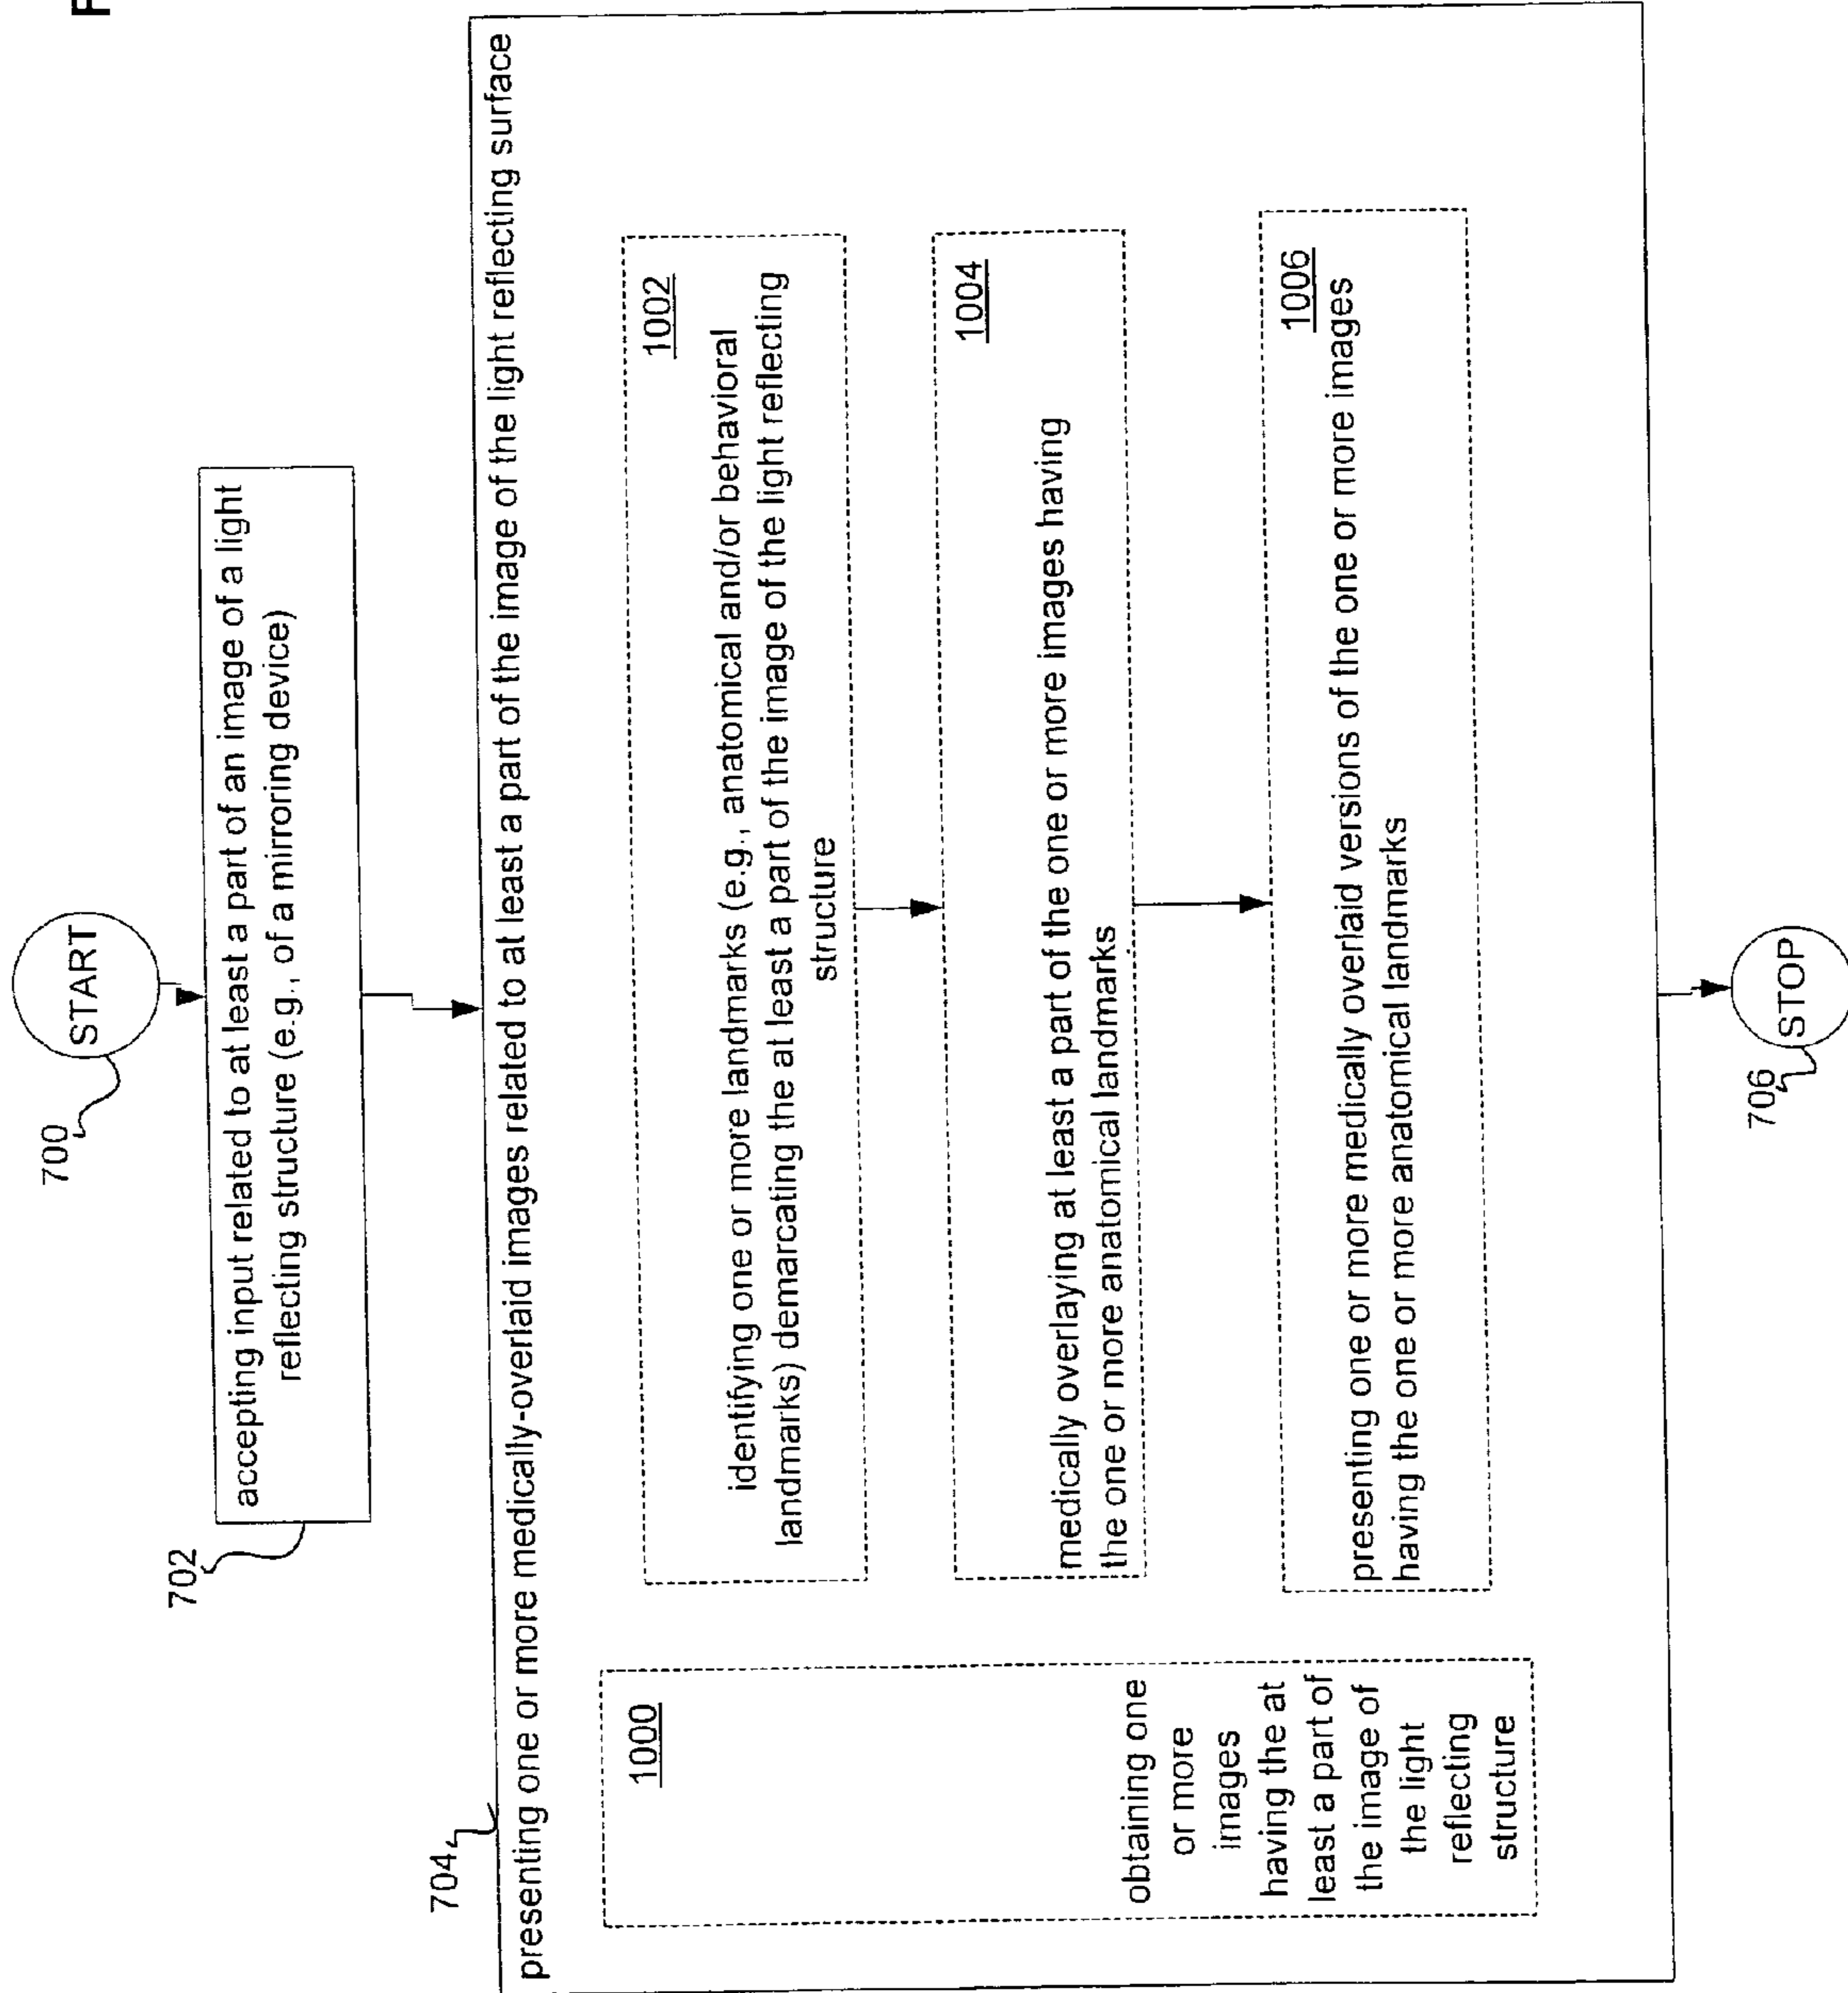 F
700
START
702
accepting input related to at least a part of an image of a light
reflecting structure (e.g., of a mirroring device)
704
presenting one or more medically-overlaid images related to at least a part of the image of the light reflecting surface
1000
obtaining one
or more
images
having the at
least a part of
the image of
the light
reflecting
structure
1002
identifying one or more landmarks (e.g., anatomical and/or behavioral
landmarks) demarcating the at least a part of the image of the light reflecting
structure
1004
medically overlaying at least a part of the one or more images having
the one or more anatomical landmarks
1006
presenting one or more medically overlaid versions of the one or more images
having the one or more anatomical landmarks
706
STOP